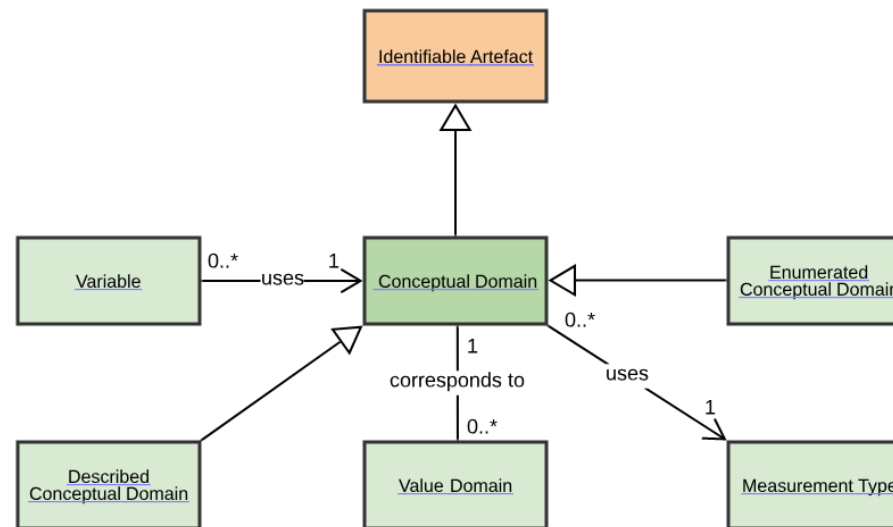 Identifiable Artefact
Variable
0..*
uses
1
Conceptual Domain
Enumerated
Conceptual Domain
0..*
1
corresponds to
0..*
uses
1
Described
Conceptual Domain
Value Domain
Measurement Type